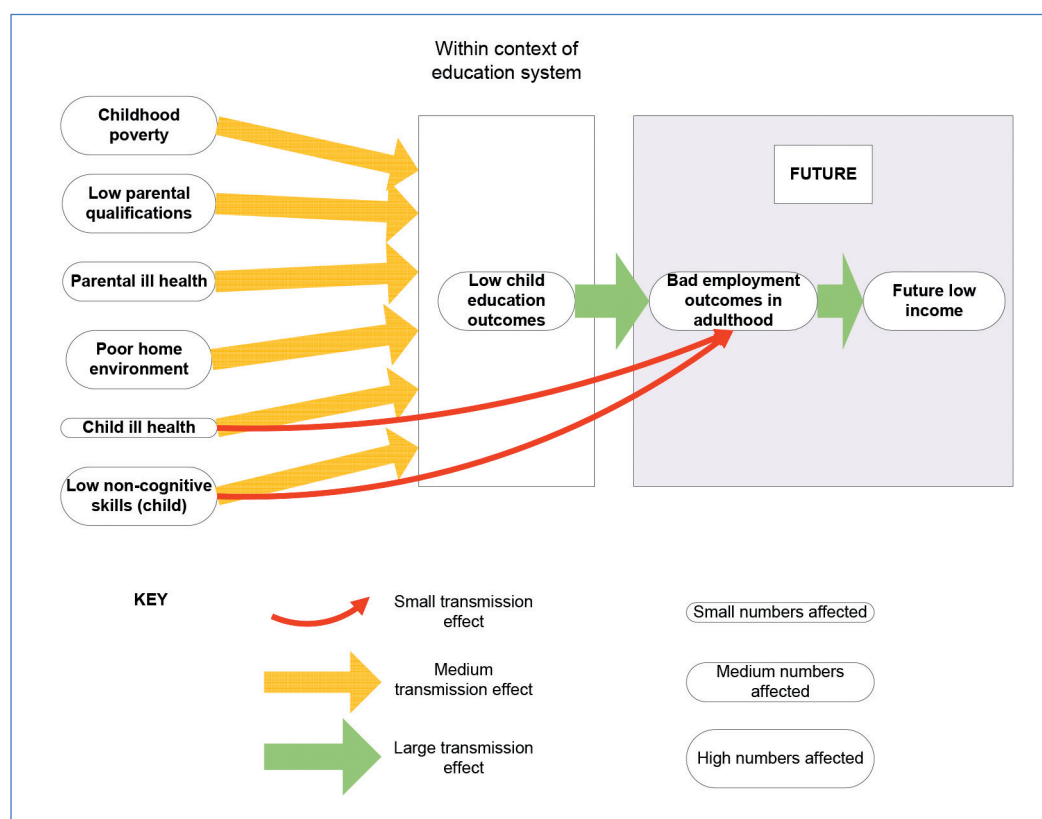 Within context of
education system
Childhood
poverty
Low parental
qualifications
Parental ill health
Poor home
environment
Child ill health
Low non-cognitive
skills (child)
Low child
education
outcomes
FUTURE
Bad employment
outcomes in
adulthood
Future low
income
KEY
Small transmission
effect
Medium
transmission effect
Large transmission
effect
Small numbers affected
Medium numbers
affected
High numbers affected